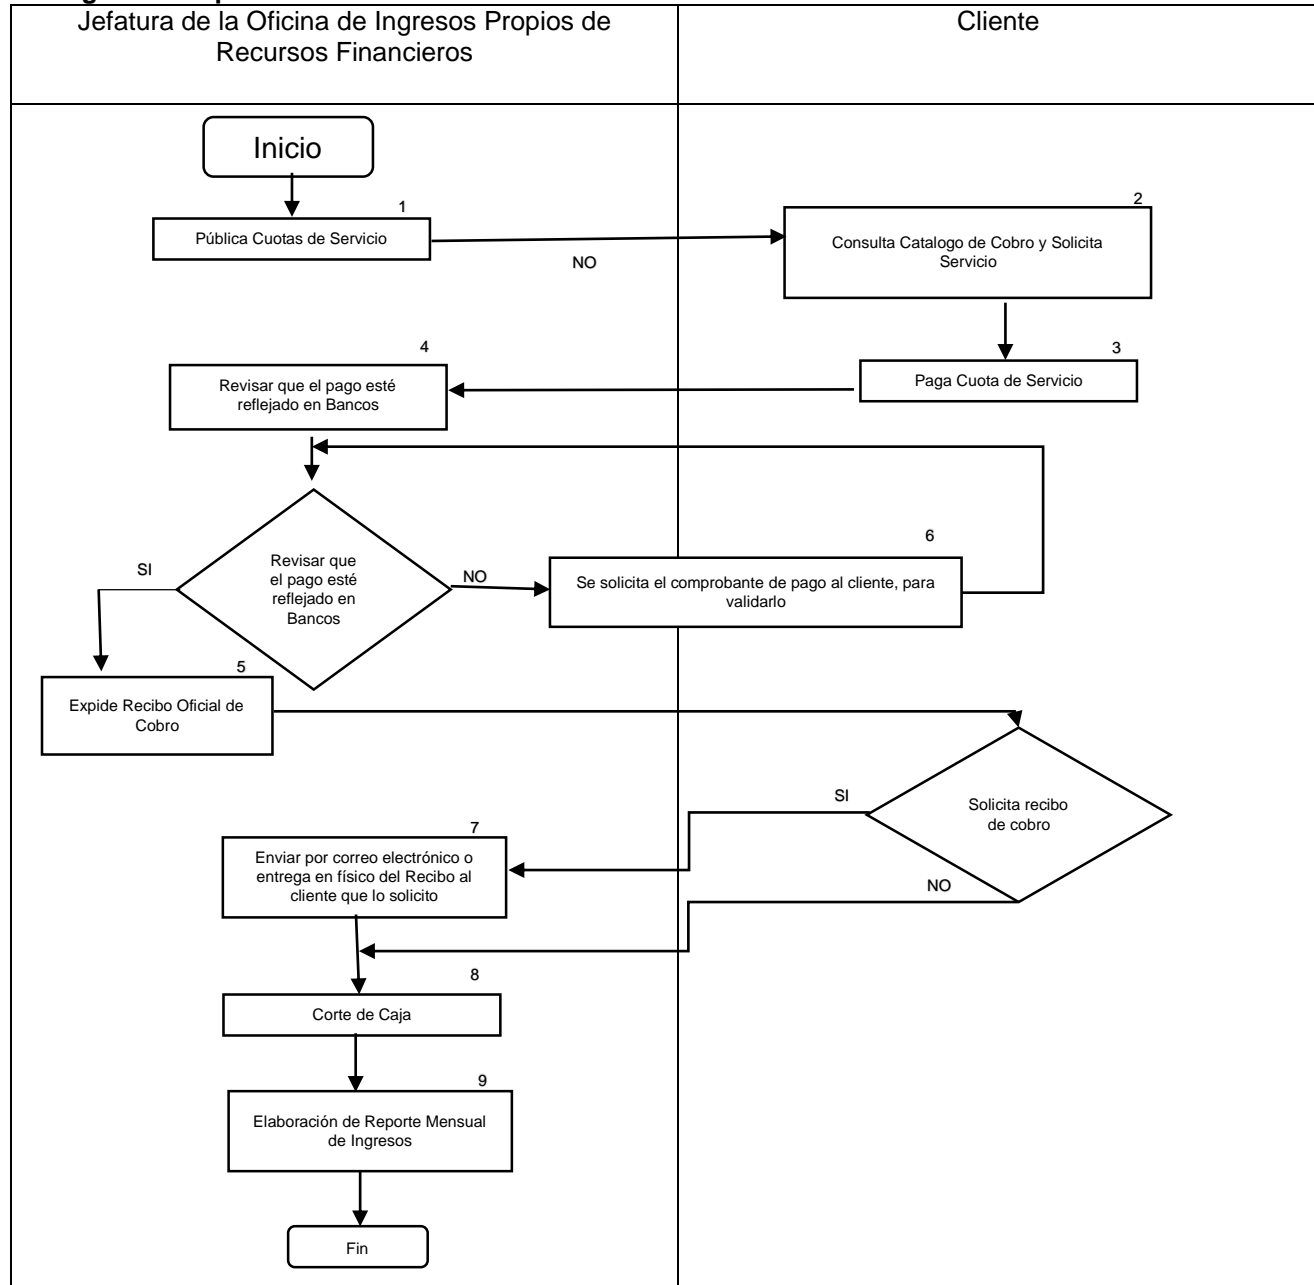 Jefatura de la Oficina de Ingresos Propios de
Recursos Financieros
Cliente
Inicio
1
Pública Cuotas de Servicio
NO
2
Consulta Catalogo de Cobro y Solicita
Servicio
3
Paga Cuota de Servicio
4
Revisar que el pago esté
reflejado en Bancos
Revisar que
el pago esté
reflejado en
Bancos
SI
NO
6
Se solicita el comprobante de pago al cliente, para
validarlo
5
Expide Recibo Oficial de
Cobro
Solicita recibo
de cobro
SI
NO
7
Enviar por correo electrónico o
entrega en físico del Recibo al
cliente que lo solicito
8
Corte de Caja
9
Elaboración de Reporte Mensual
de Ingresos
Fin